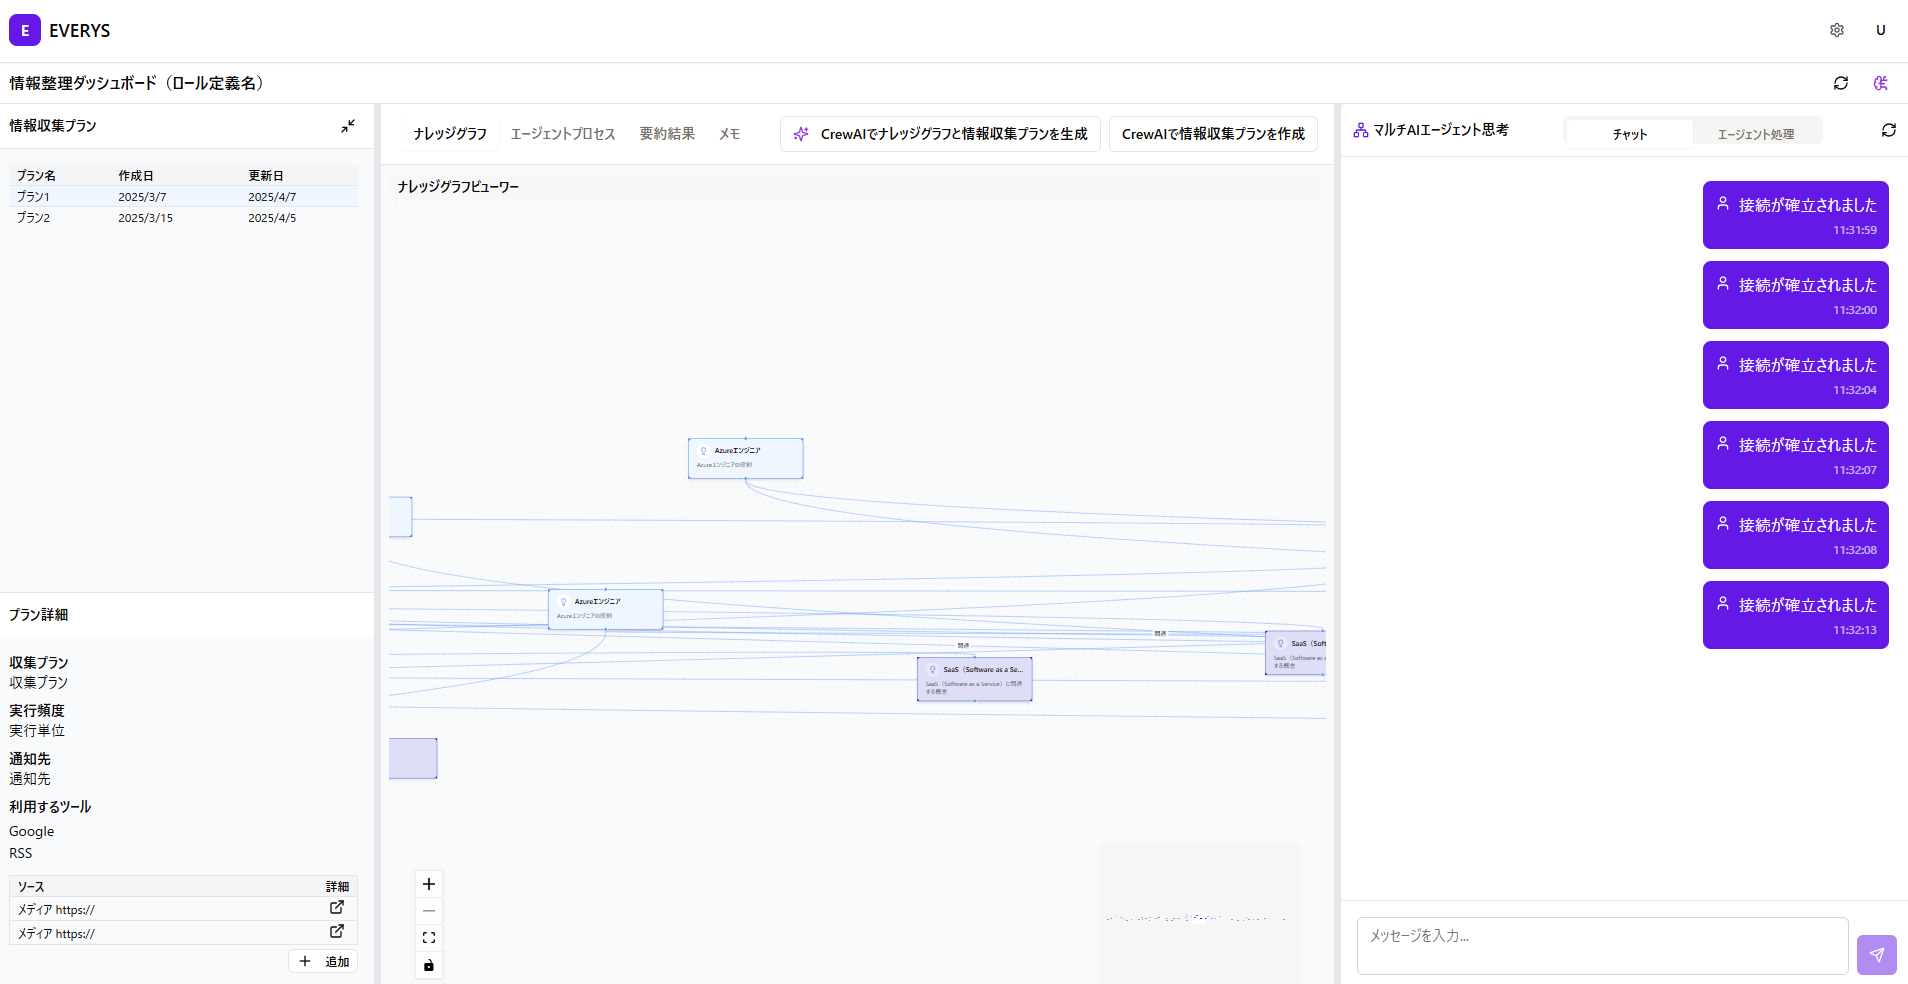 E EVERYS
U
情報整理ダッシュボード（ロール定義名）
情報収集プラン
プラン名 作成日 更新日
プラン1 2025/3/7 2025/4/7
プラン2 2025/3/15 2025/4/5
プラン詳細
収集プラン
収集プラン
実行頻度
実行単位
通知先
通知先
利用するツール
Google
RSS
ソース 詳細
メディア https://
メディア https://
追加
ナレッジグラフ エージェントプロセス 要約結果 メモ CrewAIでナレッジグラフと情報収集プランを生成 CrewAIで情報収集プランを作成
ナレッジグラフビューワー
Azureエンジニア
Azureエンジニアの役割
Azureエンジニア
Azureエンジニアの役割
関連
関連
SaaS（Software as a Se...
SaaS（Software as a Service）に関連
する概念
SaaS（Soft
SaaS（Software as a
する概念
マルチAIエージェント思考 チャット エージェント処理
接続が確立されました
11:31:59
接続が確立されました
11:32:00
接続が確立されました
11:32:04
接続が確立されました
11:32:07
接続が確立されました
11:32:08
接続が確立されました
11:32:13
メッセージを入力...